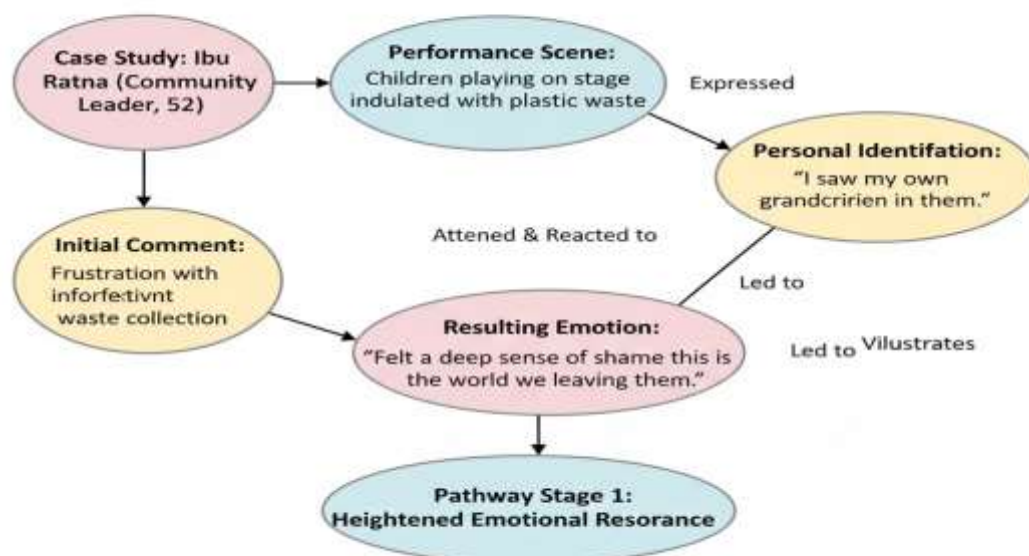 Case Study: Ibu
Ratna (Community
Leader, 52)
Performance Scene:
Children playing on stage
indulated with plastic waste
Expressed
Personal Identifation:
"I saw my own
grandcririen in them."
Initial Comment:
Frustration with
inforfe:tivnt
waste collection
Attened & Reacted to
Led to
Resulting Emotion:
"Felt a deep sense of shame this is
the world we leaving them."
Led to Vilustrates
Pathway Stage 1:
Heightened Emotional Resorance